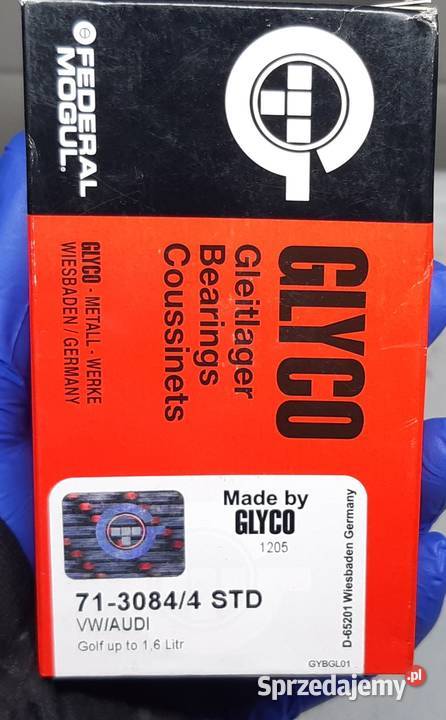 FEDERAL
MOGUL.
GLYCO
Gleitlager
Bearings
Coussinets
GLYCO - METALL - WERKE
WIESBADEN / GERMANY
Made by
GLYCO
1205
71-3084/4 STD
VW/AUDI
Golf up to 1,6 Litr
D-65201 Wiesbaden Germany
GYBGL01
Sprzedajemy.pl